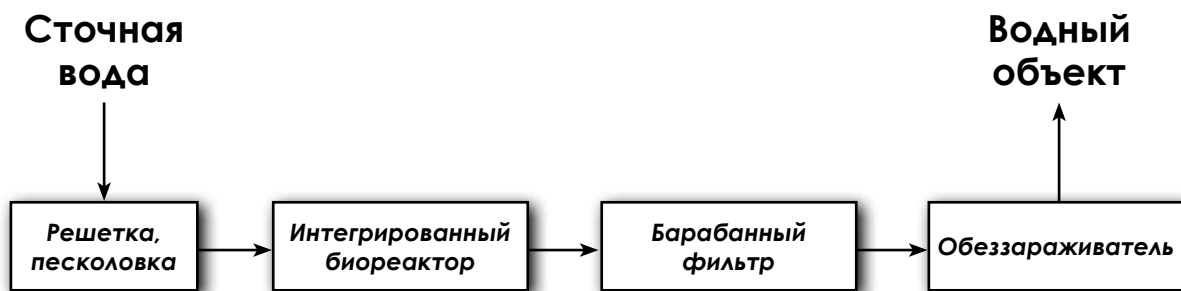 Сточная
вода
Водный
объект
Решетка,
песколовка
Интегрированный
биореактор
Барабанный
фильтр
Обеззараживатель